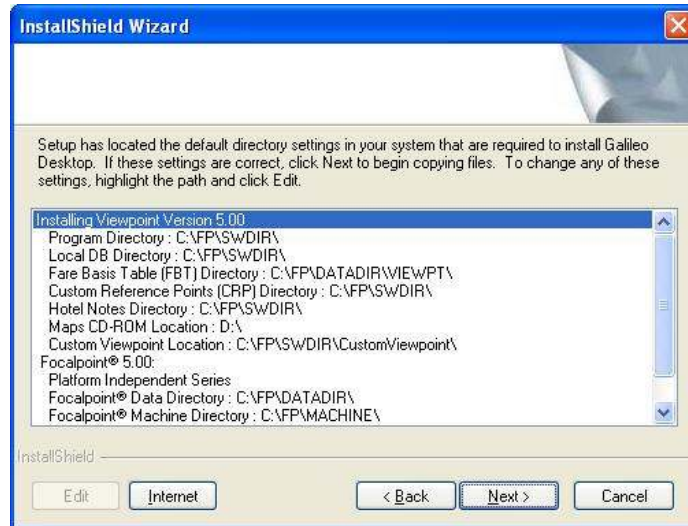 InstallShield Wizard
Setup has located the default directory settings in your system that are required to install Galileo
Desktop. If these settings are correct, click Next to begin copying files. To change any of these
settings, highlight the path and click Edit.
Installing Viewpoint Version 5.00
Program Directory : C:\FP\SWDIR\
Local DB Directory : C:\FP\SWDIR\
Fare Basis Table (FBT) Directory : C:\FP\DATADIR\VIEWPT\
Custom Reference Points (CRP) Directory : C:\FP\SWDIR\
Hotel Notes Directory : C:\FP\SWDIR\
Maps CD-ROM Location : D:\
Custom Viewpoint Location : C:\FP\SWDIR\CustomViewpoint\
Focalpoint® 5.00:
Platform Independent Series
Focalpoint® Data Directory : C:\FP\DATADIR\
Focalpoint® Machine Directory : C:\FP\MACHINE\
InstallShield
Edit Internet < Back Next > Cancel